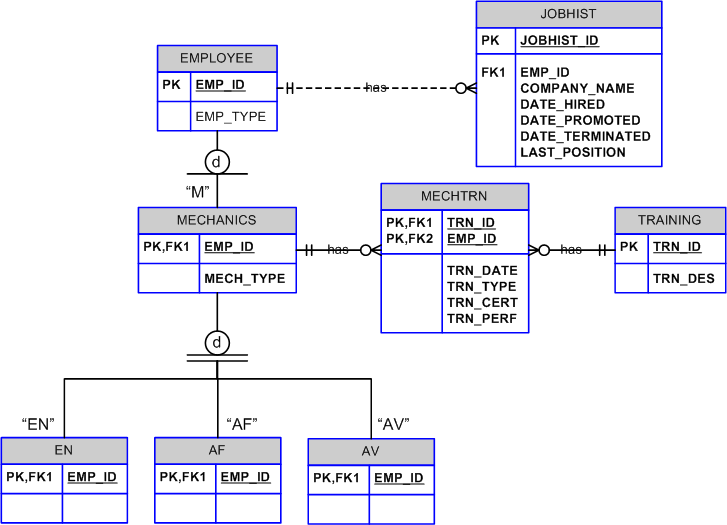 JOBHIST
PK JOBHIST_ID
FK1 EMP_ID
COMPANY_NAME
DATE_HIRED
DATE_PROMOTED
DATE_TERMINATED
LAST_POSITION
EMPLOYEE
PK EMP_ID
EMP_TYPE
has
d
“M”
MECHANICS
PK,FK1 EMP_ID
MECH_TYPE
has
MECHTRN
PK,FK1 TRN_ID
PK,FK2 EMP_ID
TRN_DATE
TRN_TYPE
TRN_CERT
TRN_PERF
has
TRAINING
PK TRN_ID
TRN_DES
d
“EN” “AF” “AV”
EN
PK,FK1 EMP_ID
AF
PK,FK1 EMP_ID
AV
PK,FK1 EMP_ID